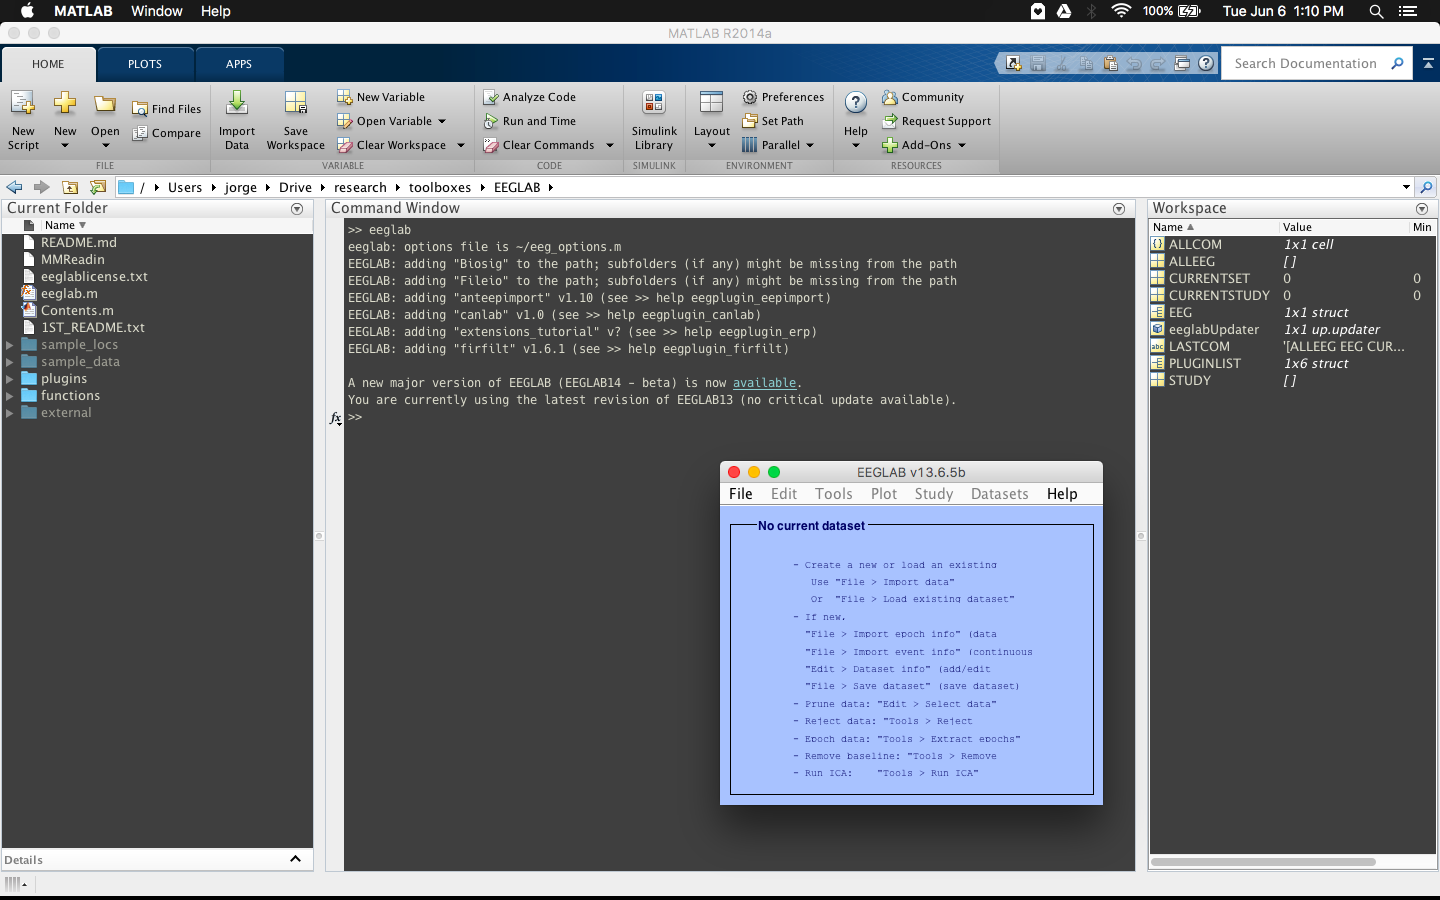 MATLAB Window Help 100% Tue Jun 6 1:10 PM
MATLAB R2014a
HOME PLOTS APPS Search Documentation
New Script
New
Open
Find Files
Compare
FILE
Import Data
Save Workspace
New Variable
Open Variable
Clear Workspace
VARIABLE
Analyze Code
Run and Time
Clear Commands
CODE
Simulink Library
SIMULINK
Layout
Preferences
Set Path
Parallel
ENVIRONMENT
Help
Community
Request Support
Add-Ons
RESOURCES
/ Users jorge Drive research toolboxes EEGLAB
Current Folder
Name
README.md
MMReadin
eeglablicense.txt
eeglab.m
Contents.m
1ST_README.txt
sample_locs
sample_data
plugins
functions
external
Details
Command Window
>> eeglab
eeglab: options file is ~/eeg_options.m
EEGLAB: adding "Biosig" to the path; subfolders (if any) might be missing from the path
EEGLAB: adding "Fileio" to the path; subfolders (if any) might be missing from the path
EEGLAB: adding "anteepimport" v1.10 (see >> help eegplugin_eepimport)
EEGLAB: adding "canlab" v1.0 (see >> help eegplugin_canlab)
EEGLAB: adding "extensions_tutorial" v? (see >> help eegplugin_erp)
EEGLAB: adding "firfilt" v1.6.1 (see >> help eegplugin_firfilt)
A new major version of EEGLAB (EEGLAB14 - beta) is now available.
You are currently using the latest revision of EEGLAB13 (no critical update available).
fx >>
EEGLAB v13.6.5b
File Edit Tools Plot Study Datasets Help
No current dataset
- Create a new or load an existing
Use "File > Import data"
Or "File > Load existing dataset"
- If new.
"File > Import epoch info" (data
"File > Import event info" (continuous
"Edit > Dataset info" (add/edit
"File > Save dataset" (save dataset)
- Prune data: "Edit > Select data"
- Reject data: "Tools > Reject
- Epoch data: "Tools > Extract epochs"
- Remove baseline: "Tools > Remove
- Run ICA: "Tools > Run ICA"
Workspace
Name Value Min
ALLCOM 1x1 cell
ALLEEG []
CURRENTSET 0 0
CURRENTSTUDY 0 0
EEG 1x1 struct
eeglabUpdater 1x1 up.updater
abc LASTCOM '[ALLEEG EEG CUR...
PLUGINLIST 1x6 struct
STUDY []